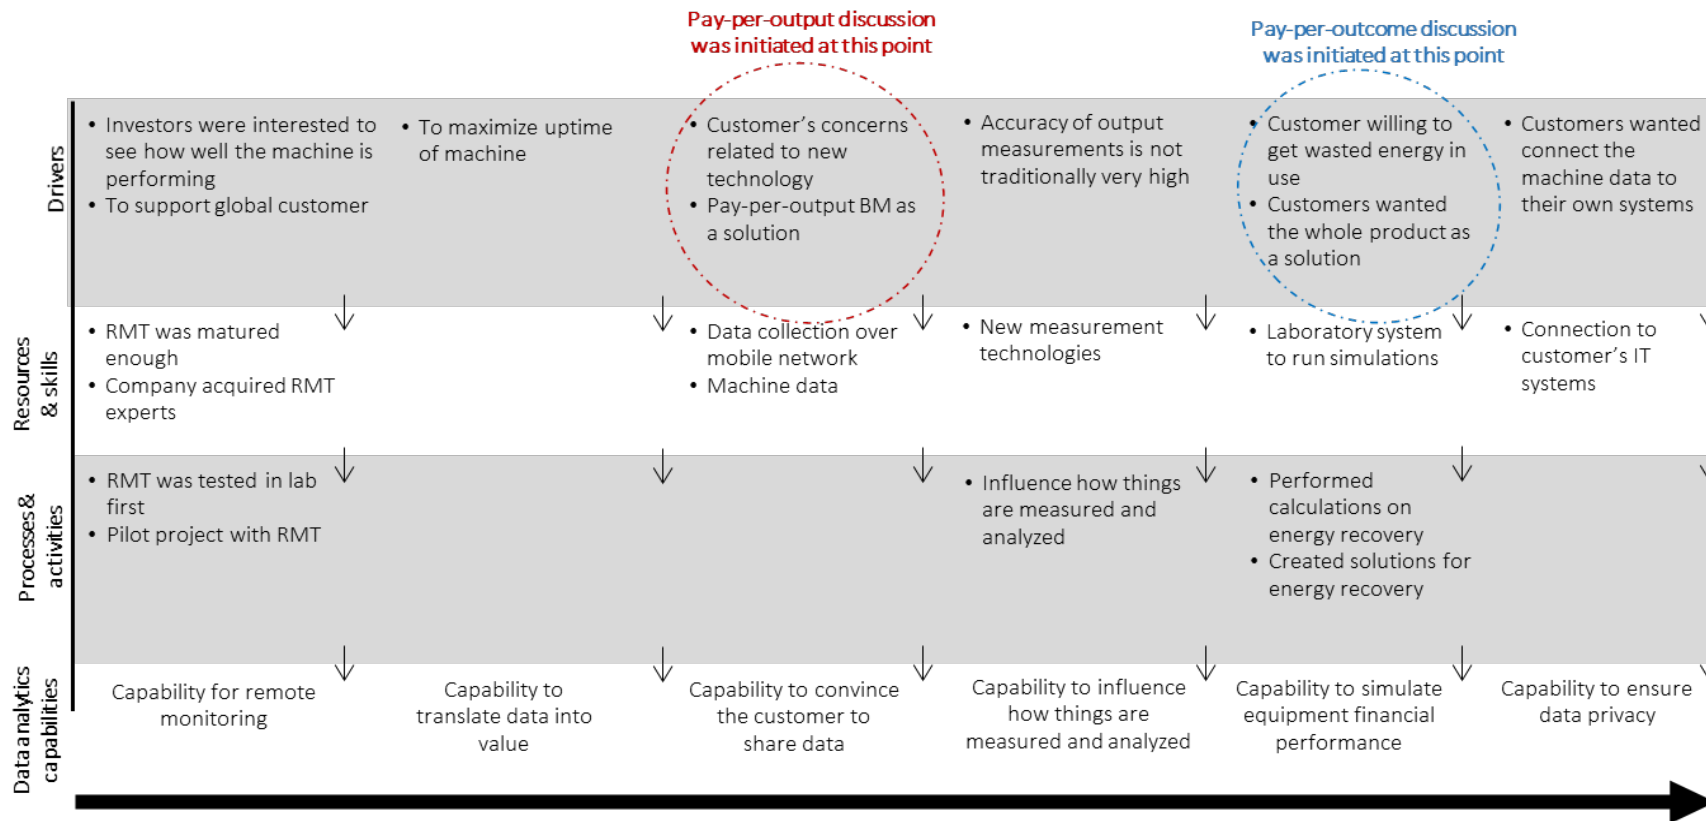 Pay-per-output discussion
was initiated at this point
Pay-per-outcome discussion
was initiated at this point
Drivers
• Investors were interested to
see how well the machine is
performing
• To support global customer
• To maximize uptime
of machine
• Customer’s concerns
related to new
technology
• Pay-per-output BM as
a solution
• Accuracy of output
measurements is not
traditionally very high
• Customer willing to
get wasted energy in
use
• Customers wanted
the whole product as
a solution
• Customers wanted
connect the
machine data to
their own systems
Resources
& skills
• RMT was matured
enough
• Company acquired RMT
experts
• Data collection over
mobile network
• Machine data
• New measurement
technologies
• Laboratory system
to run simulations
• Connection to
customer’s IT
systems
Processes &
activities
• RMT was tested in lab
first
• Pilot project with RMT
• Influence how things
are measured and
analyzed
• Performed
calculations on
energy recovery
• Created solutions for
energy recovery
Data analytics
capabilities
Capability for remote
monitoring
Capability to
translate data into
value
Capability to convince
the customer to
share data
Capability to influence
how things are
measured and analyzed
Capability to simulate
equipment financial
performance
Capability to ensure
data privacy